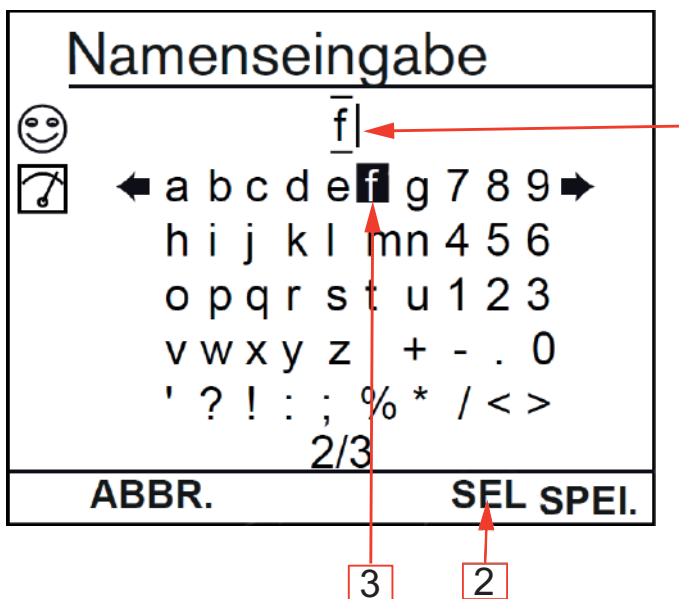 Namenseingabe
f
a b c d e f g 7 8 9
h i j k l m n 4 5 6
o p q r s t u 1 2 3
v w x y z + - . 0
' ? ! : ; % * / < >
2/3
ABBR. SEL SPEI.
3 2